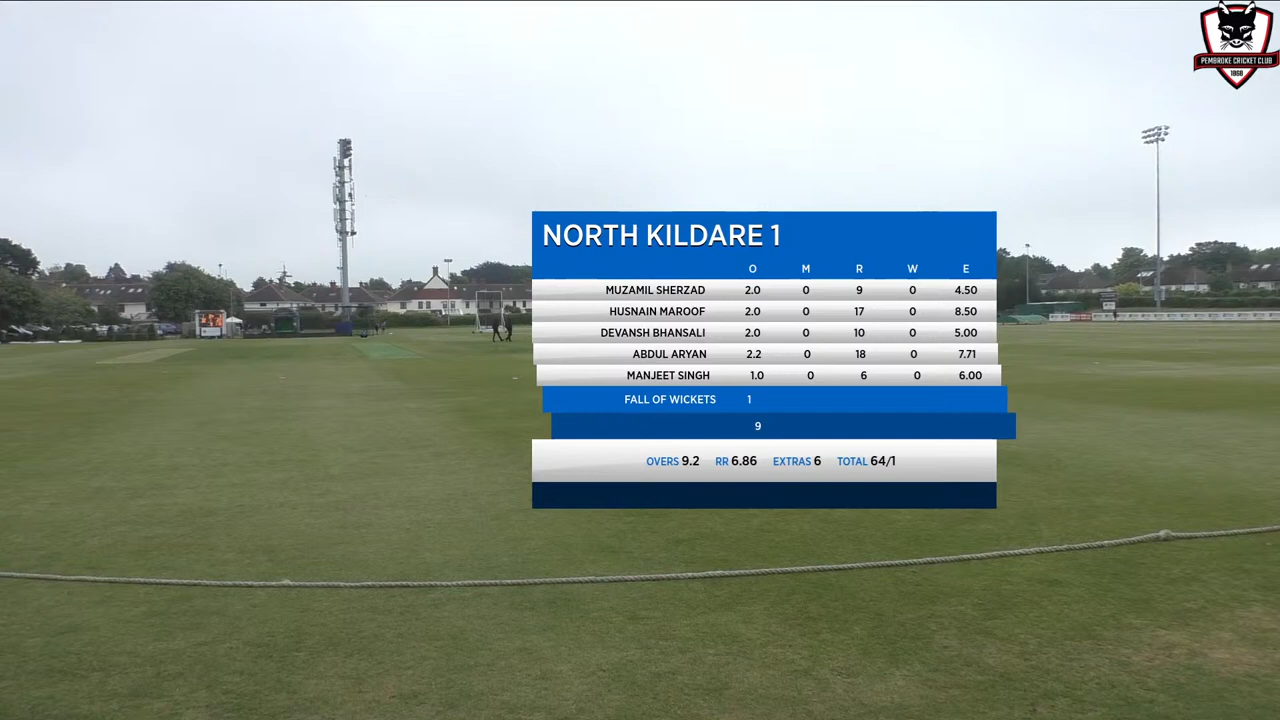 PEMBROKE CRICKET CLUB
1868
NORTH KILDARE 1
O M R W E
MUZAMIL SHERZAD 2.0 0 9 0 4.50
HUSNAIN MAROOF 2.0 0 17 0 8.50
DEVANSH BHANSALI 2.0 0 10 0 5.00
ABDUL ARYAN 2.2 0 18 0 7.71
MANJEET SINGH 1.0 0 6 0 6.00
FALL OF WICKETS 1
9
OVERS 9.2 RR 6.86 EXTRAS 6 TOTAL 64/1